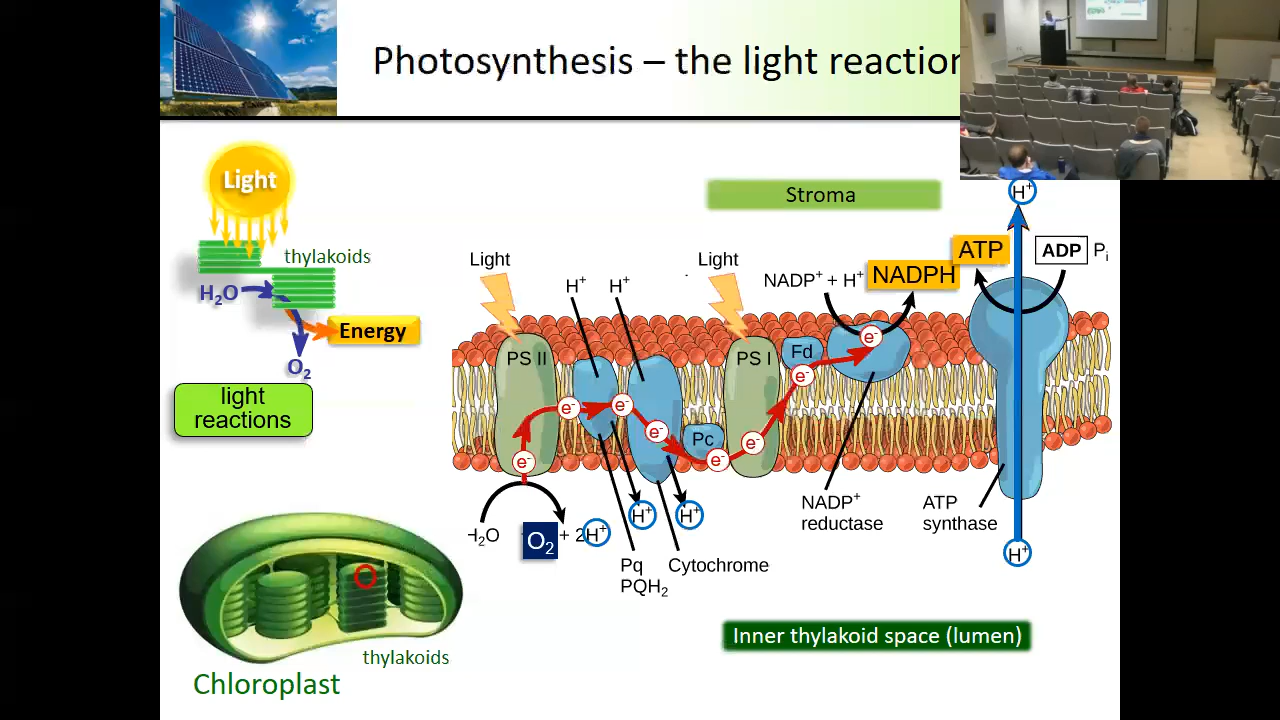 Photosynthesis – the light reaction
Light
thylakoids
H₂O
Energy
O₂
light
reactions
Chloroplast
thylakoids
Stroma
Light
H⁺
H⁺
Light
NADP⁺ + H⁺
NADPH
ATP
ADP
Pᵢ
H⁺
PS II
PS I
Fd
e⁻
e⁻
e⁻
e⁻
e⁻
Pc
e⁻
e⁻
e⁻
H₂O
O₂
+ 2H⁺
H⁺
H⁺
Pq
PQH₂
Cytochrome
NADP⁺
reductase
ATP
synthase
H⁺
Inner thylakoid space (lumen)